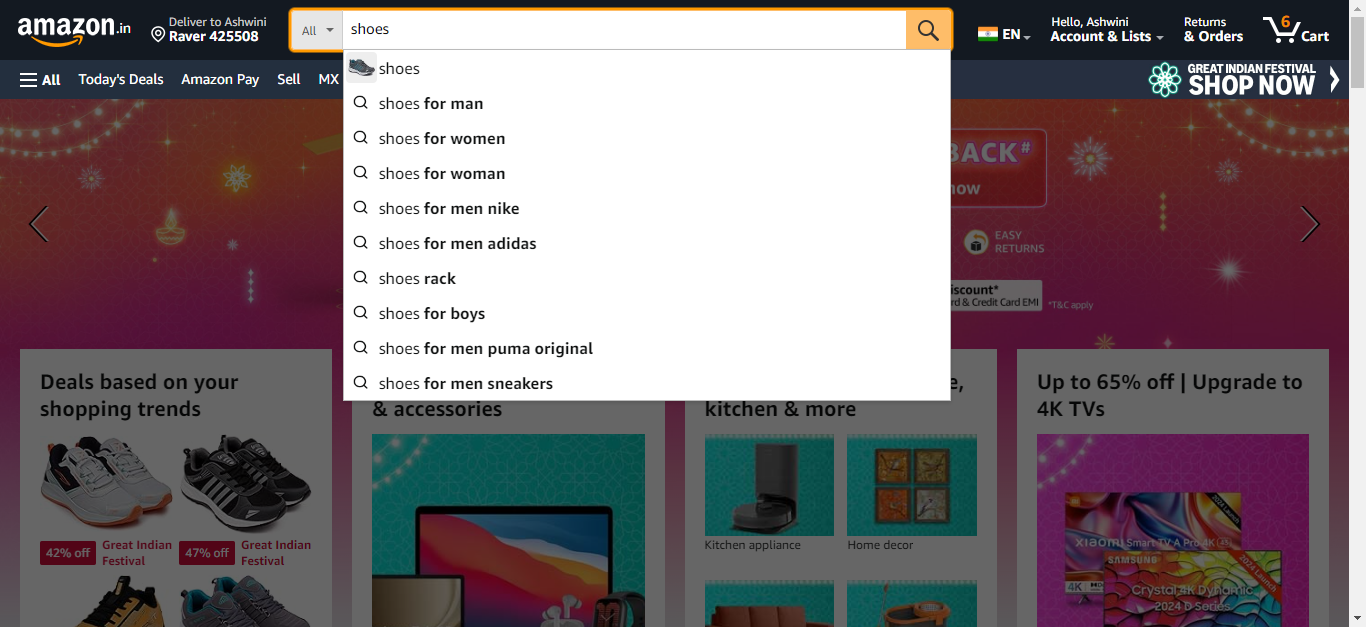 amazon.in
Deliver to Ashwini
Raver 425508
All
shoes
EN
Hello, Ashwini
Account & Lists
Returns
& Orders
6
Cart
All
Today's Deals
Amazon Pay
Sell
MX
GREAT INDIAN FESTIVAL
SHOP NOW
shoes
shoes for man
shoes for women
shoes for woman
shoes for men nike
shoes for men adidas
shoes rack
shoes for boys
shoes for men puma original
shoes for men sneakers
BACK#
now
EASY
RETURNS
iscount*
rd & Credit Card EMI
*T&C apply
Deals based on your
shopping trends
42% off
Great Indian
Festival
47% off
Great Indian
Festival
& accessories
e,
kitchen & more
Kitchen appliance
Home decor
Up to 65% off | Upgrade to
4K TVs
2024 Launch
Xiaomi Smart TV A Pro 4K (43)
4K
SAMSUNG
2024 Launch
Crystal 4K Dynamic
2024 D Series